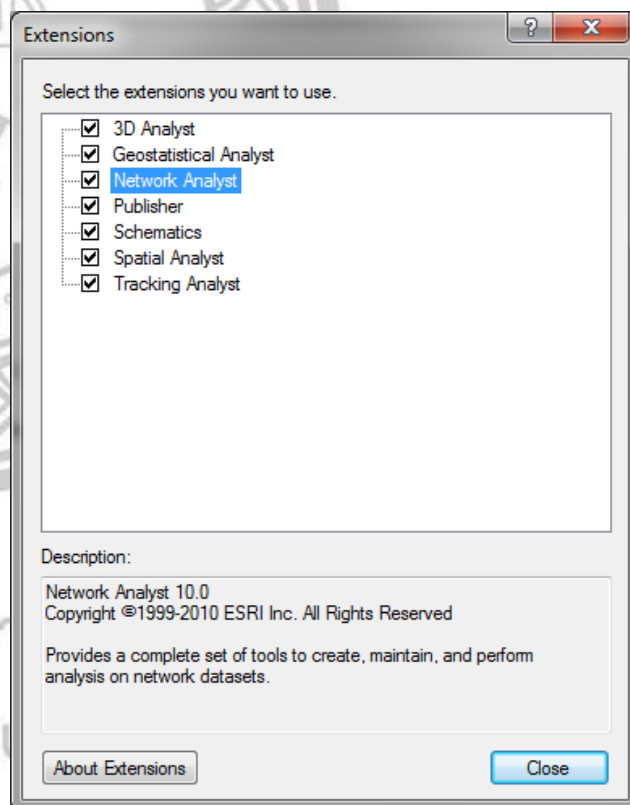 Extensions
Select the extensions you want to use.
3D Analyst
Geostatistical Analyst
Network Analyst
Publisher
Schematics
Spatial Analyst
Tracking Analyst
Description:
Network Analyst 10.0
Copyright ©1999-2010 ESRI Inc. All Rights Reserved
Provides a complete set of tools to create, maintain, and perform
analysis on network datasets.
About Extensions
Close